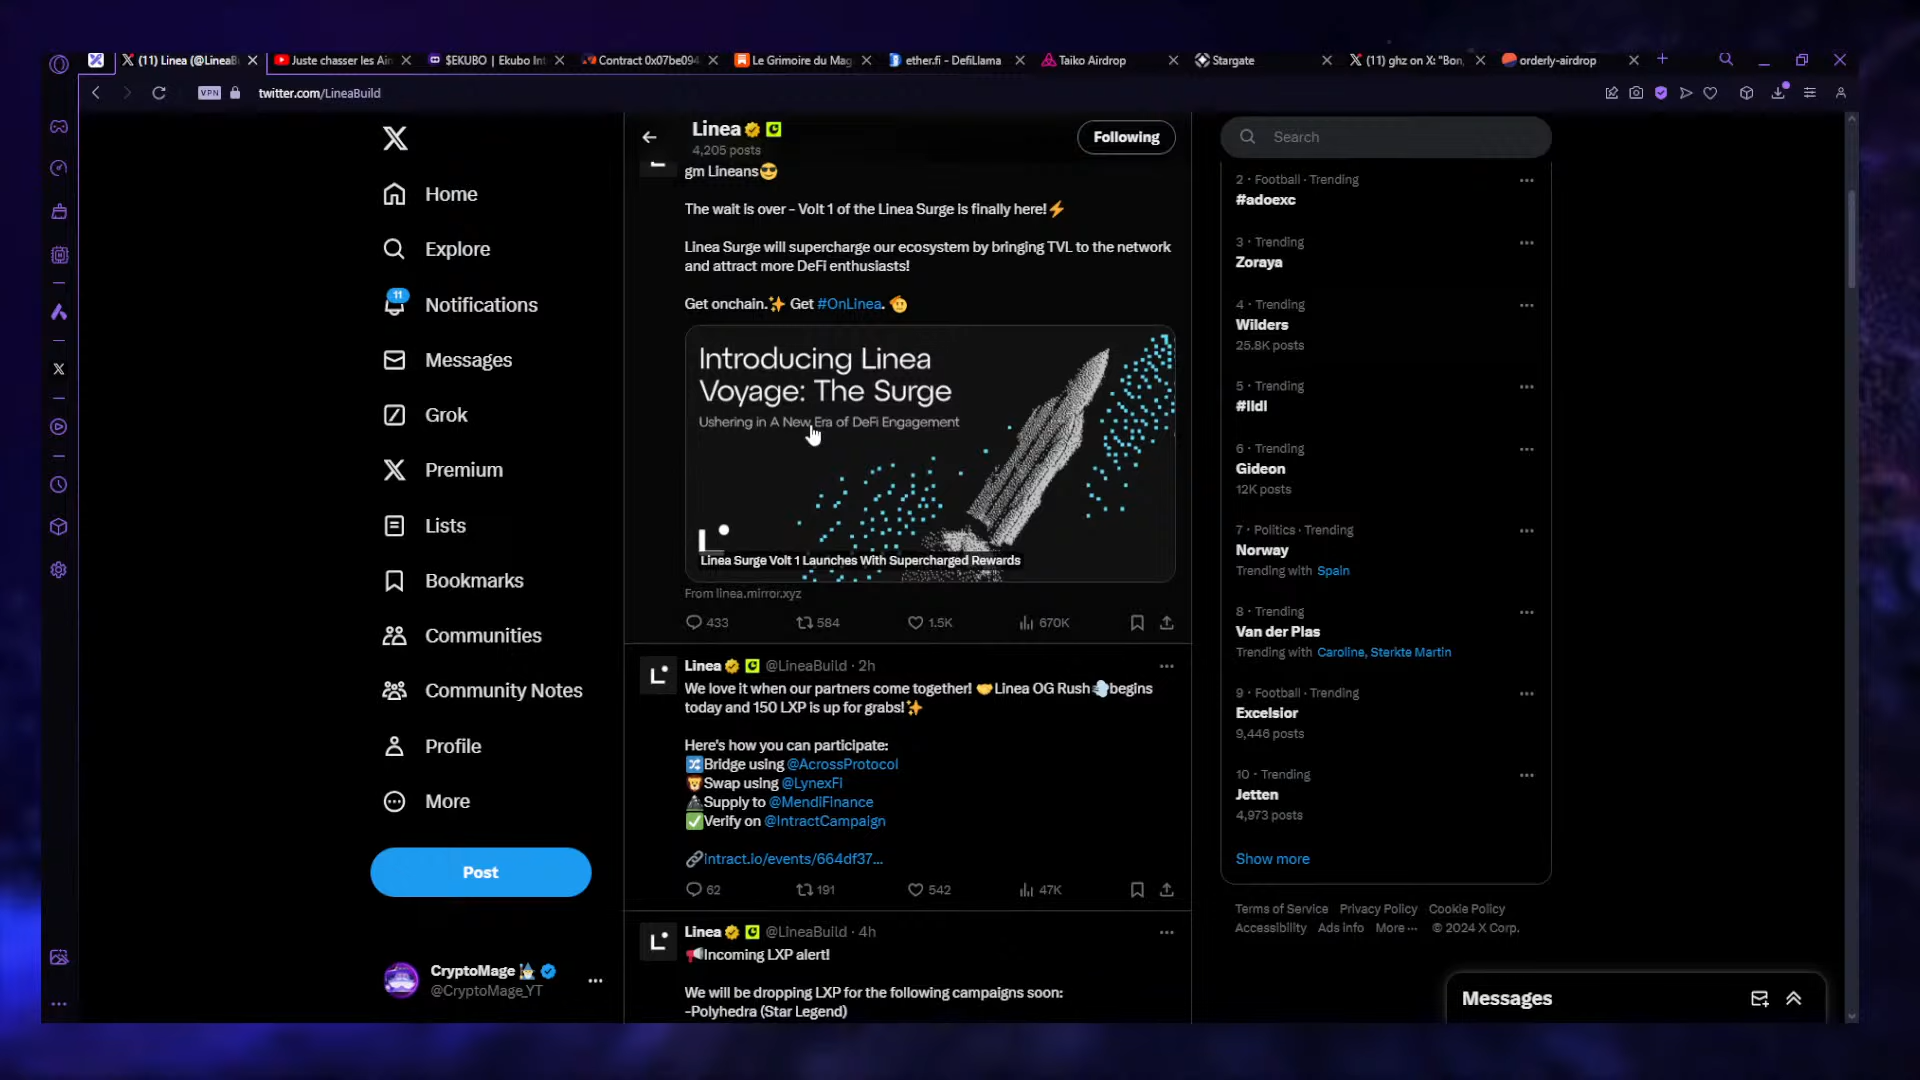 (11) Linea (@LineaB
Juste chasser les Ai
$EKUBO | Ekubo Int
Contract 0x07be094
Le Grimoire du Mag
ether.fi - DefiLlama
Taiko Airdrop
Stargate
(11) ghz on X: "Bon,
orderly-airdrop
VPN
twitter.com/LineaBuild
Home
Explore
11
Notifications
Messages
Grok
Premium
Lists
Bookmarks
Communities
Community Notes
Profile
More
Post
CryptoMage
@CryptoMage_YT
Linea
4,205 posts
Following
gm Lineans😎
The wait is over - Volt 1 of the Linea Surge is finally here!⚡
Linea Surge will supercharge our ecosystem by bringing TVL to the network
and attract more DeFi enthusiasts!
Get onchain.✨ Get #OnLinea. 🫡
Introducing Linea
Voyage: The Surge
Ushering in A New Era of DeFi Engagement
Linea Surge Volt 1 Launches With Supercharged Rewards
From linea.mirror.xyz
433 584 1.5K 670K
Linea @LineaBuild · 2h
We love it when our partners come together! 🤝Linea OG Rush💨begins
today and 150 LXP is up for grabs!✨
Here's how you can participate:
🔀Bridge using @AcrossProtocol
🦁Swap using @LynexFi
⛰Supply to @MendiFinance
✅Verify on @IntractCampaign
🔗intract.io/events/664df37...
62 191 542 47K
Linea @LineaBuild · 4h
📢Incoming LXP alert!
We will be dropping LXP for the following campaigns soon:
-Polyhedra (Star Legend)
Search
2 · Football · Trending
#adoexc
3 · Trending
Zoraya
4 · Trending
Wilders
25.8K posts
5 · Trending
#lidl
6 · Trending
Gideon
12K posts
7 · Politics · Trending
Norway
Trending with Spain
8 · Trending
Van der Plas
Trending with Caroline, Sterkte Martin
9 · Football · Trending
Excelsior
9,446 posts
10 · Trending
Jetten
4,973 posts
Show more
Terms of Service Privacy Policy Cookie Policy
Accessibility Ads info More ··· © 2024 X Corp.
Messages